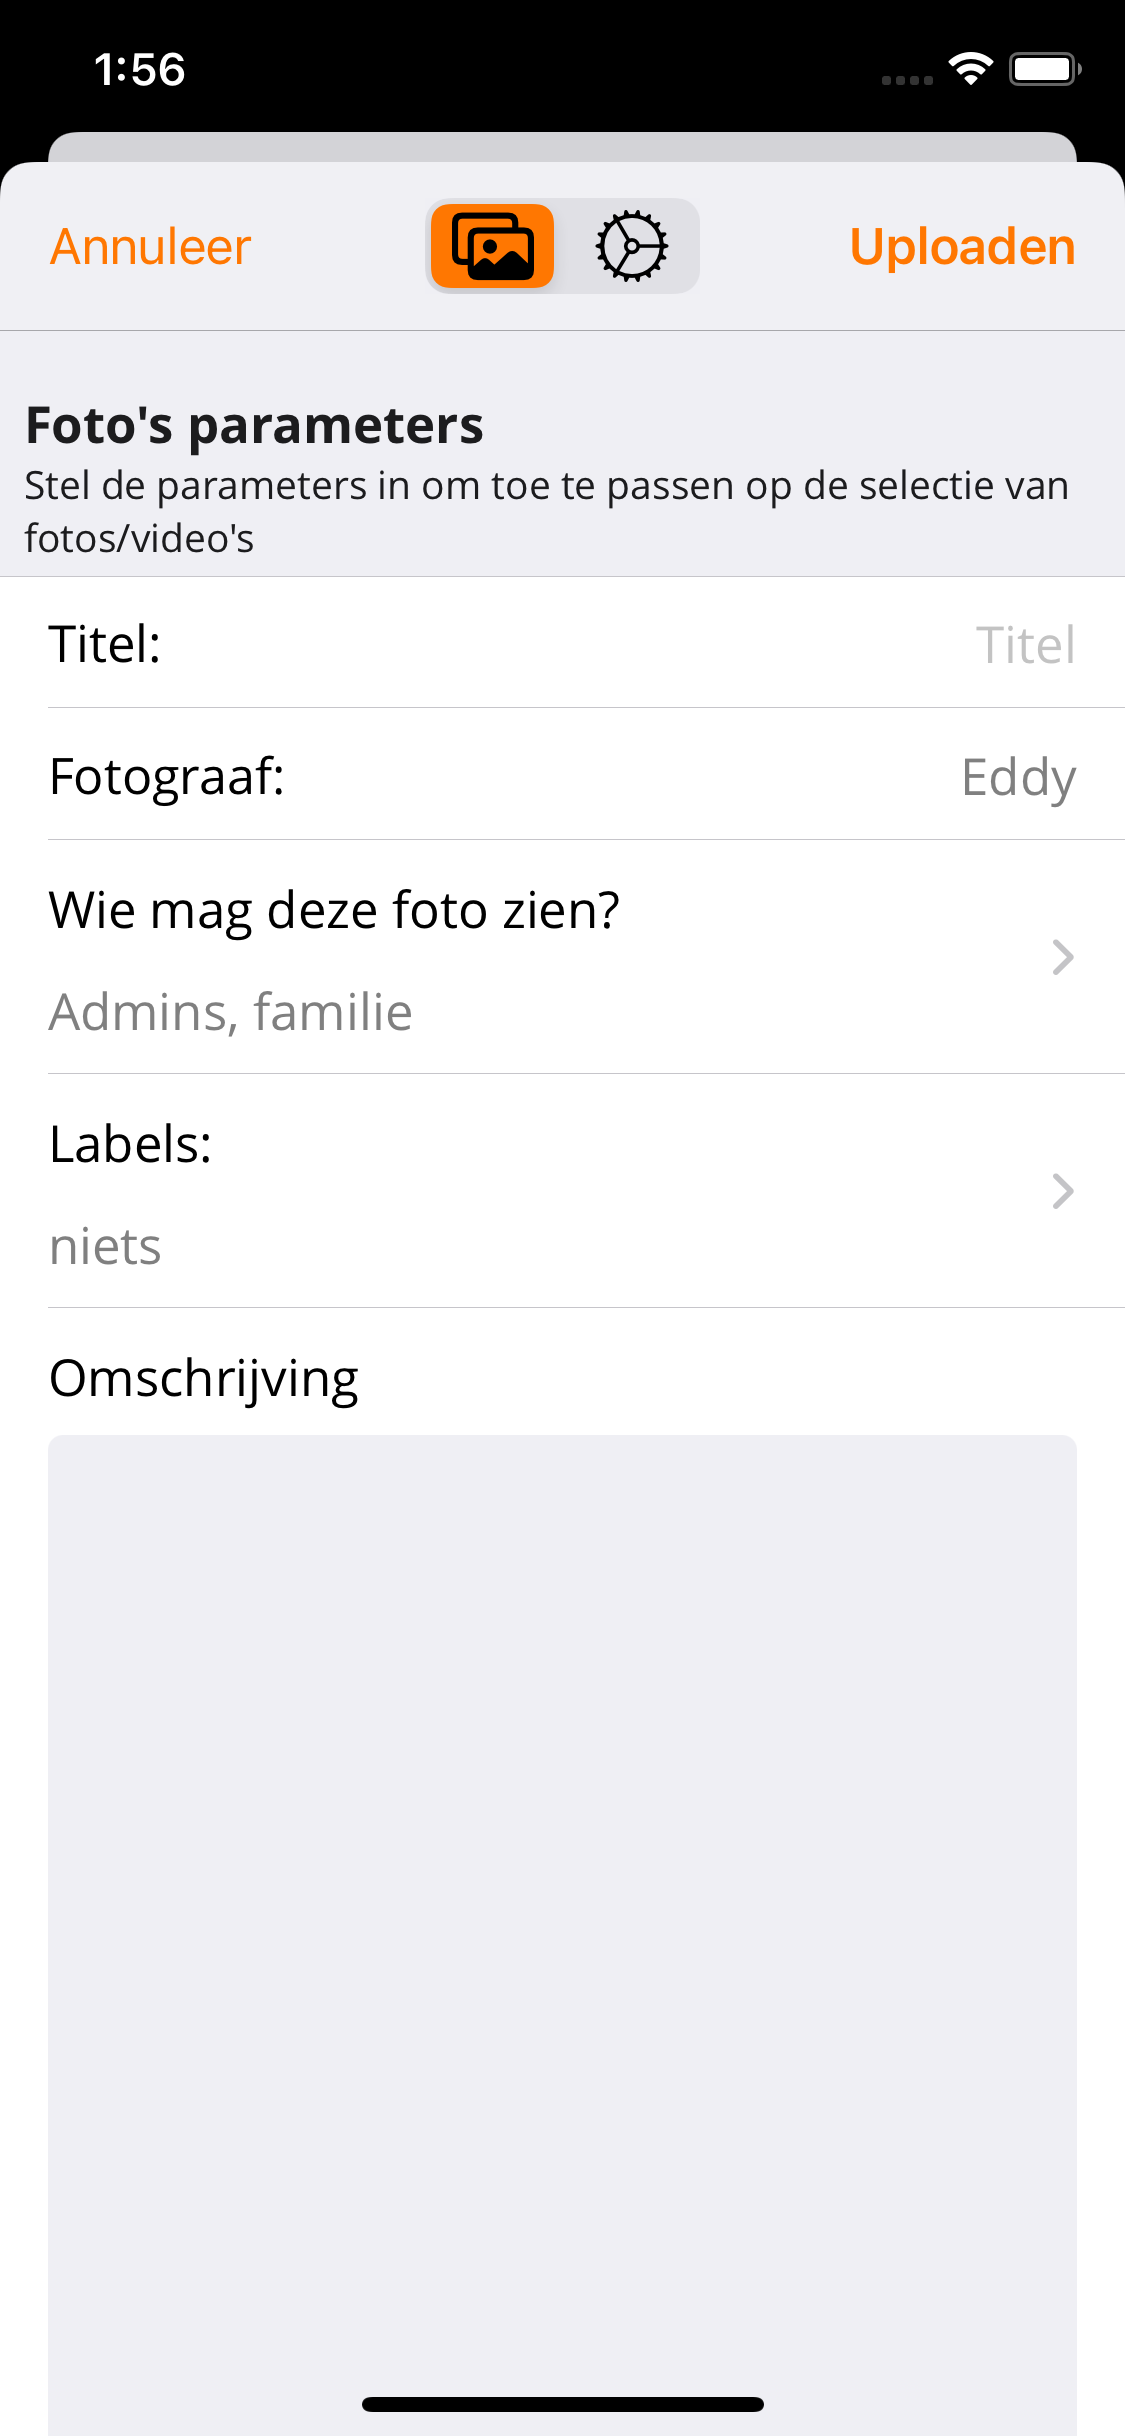 1:56
Annuleer
Uploaden
Foto's parameters
Stel de parameters in om toe te passen op de selectie van
fotos/video's
Titel:
Titel
Fotograaf:
Eddy
Wie mag deze foto zien?
Admins, familie
Labels:
niets
Omschrijving